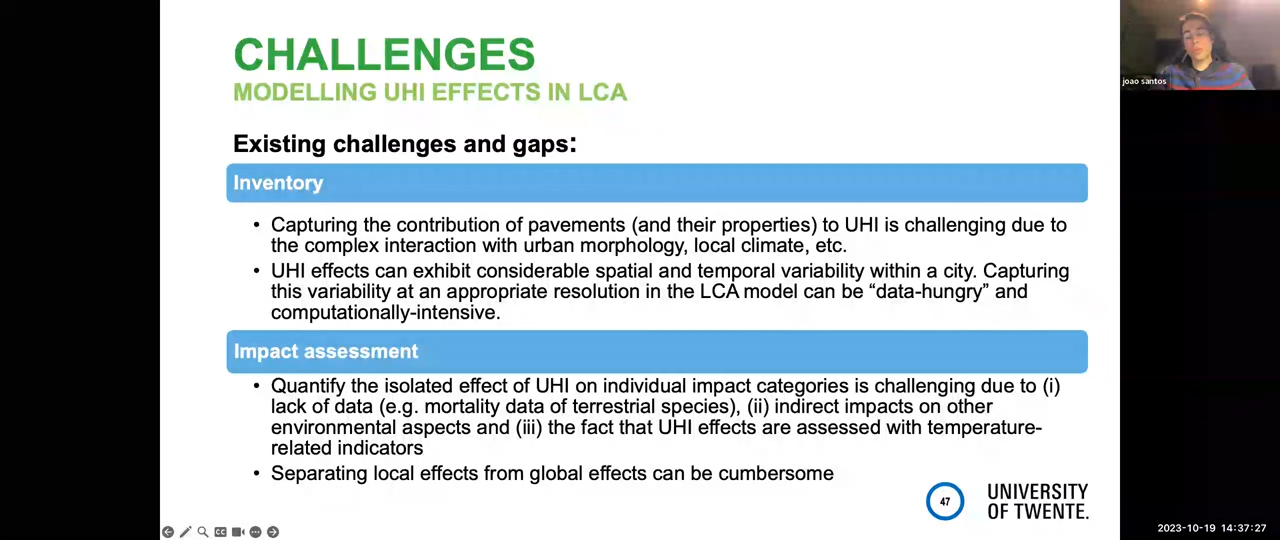 CHALLENGES
MODELLING UHI EFFECTS IN LCA
Existing challenges and gaps:
Inventory
• Capturing the contribution of pavements (and their properties) to UHI is challenging due to
the complex interaction with urban morphology, local climate, etc.
• UHI effects can exhibit considerable spatial and temporal variability within a city. Capturing
this variability at an appropriate resolution in the LCA model can be “data-hungry” and
computationally-intensive.
Impact assessment
• Quantify the isolated effect of UHI on individual impact categories is challenging due to (i)
lack of data (e.g. mortality data of terrestrial species), (ii) indirect impacts on other
environmental aspects and (iii) the fact that UHI effects are assessed with temperature-
related indicators
• Separating local effects from global effects can be cumbersome
47
UNIVERSITY
OF TWENTE.
joao santos
CC
2023-10-19 14:37:27